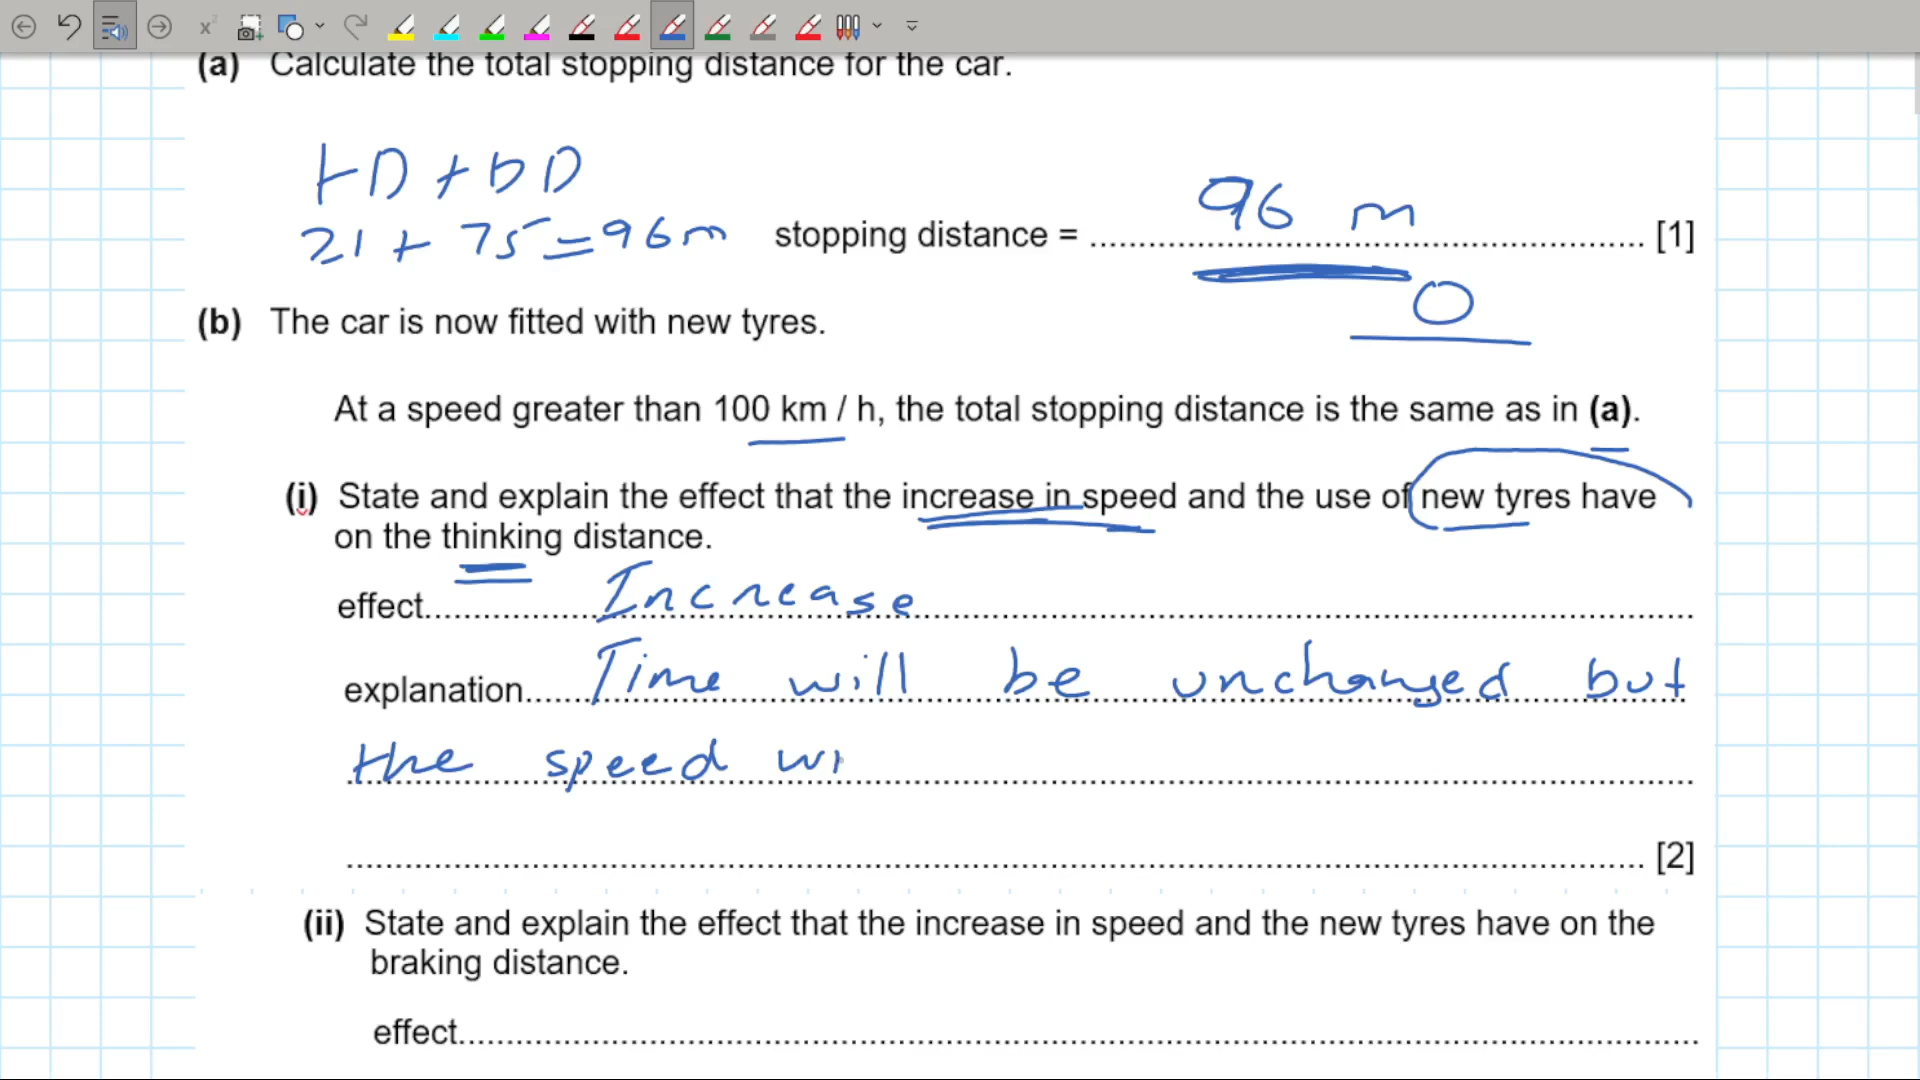 (a) Calculate the total stopping distance for the car.
tD + bD
21 + 75 = 96m
96 m
stopping distance = ........................................................ [1]
0
(b) The car is now fitted with new tyres.
At a speed greater than 100 km / h, the total stopping distance is the same as in (a).
(i) State and explain the effect that the increase in speed and the use of new tyres have
on the thinking distance.
effect.................. Increase ..................
explanation....... Time will be unchanged but
the speed wi
........................................................ [2]
(ii) State and explain the effect that the increase in speed and the new tyres have on the
braking distance.
effect........................................................